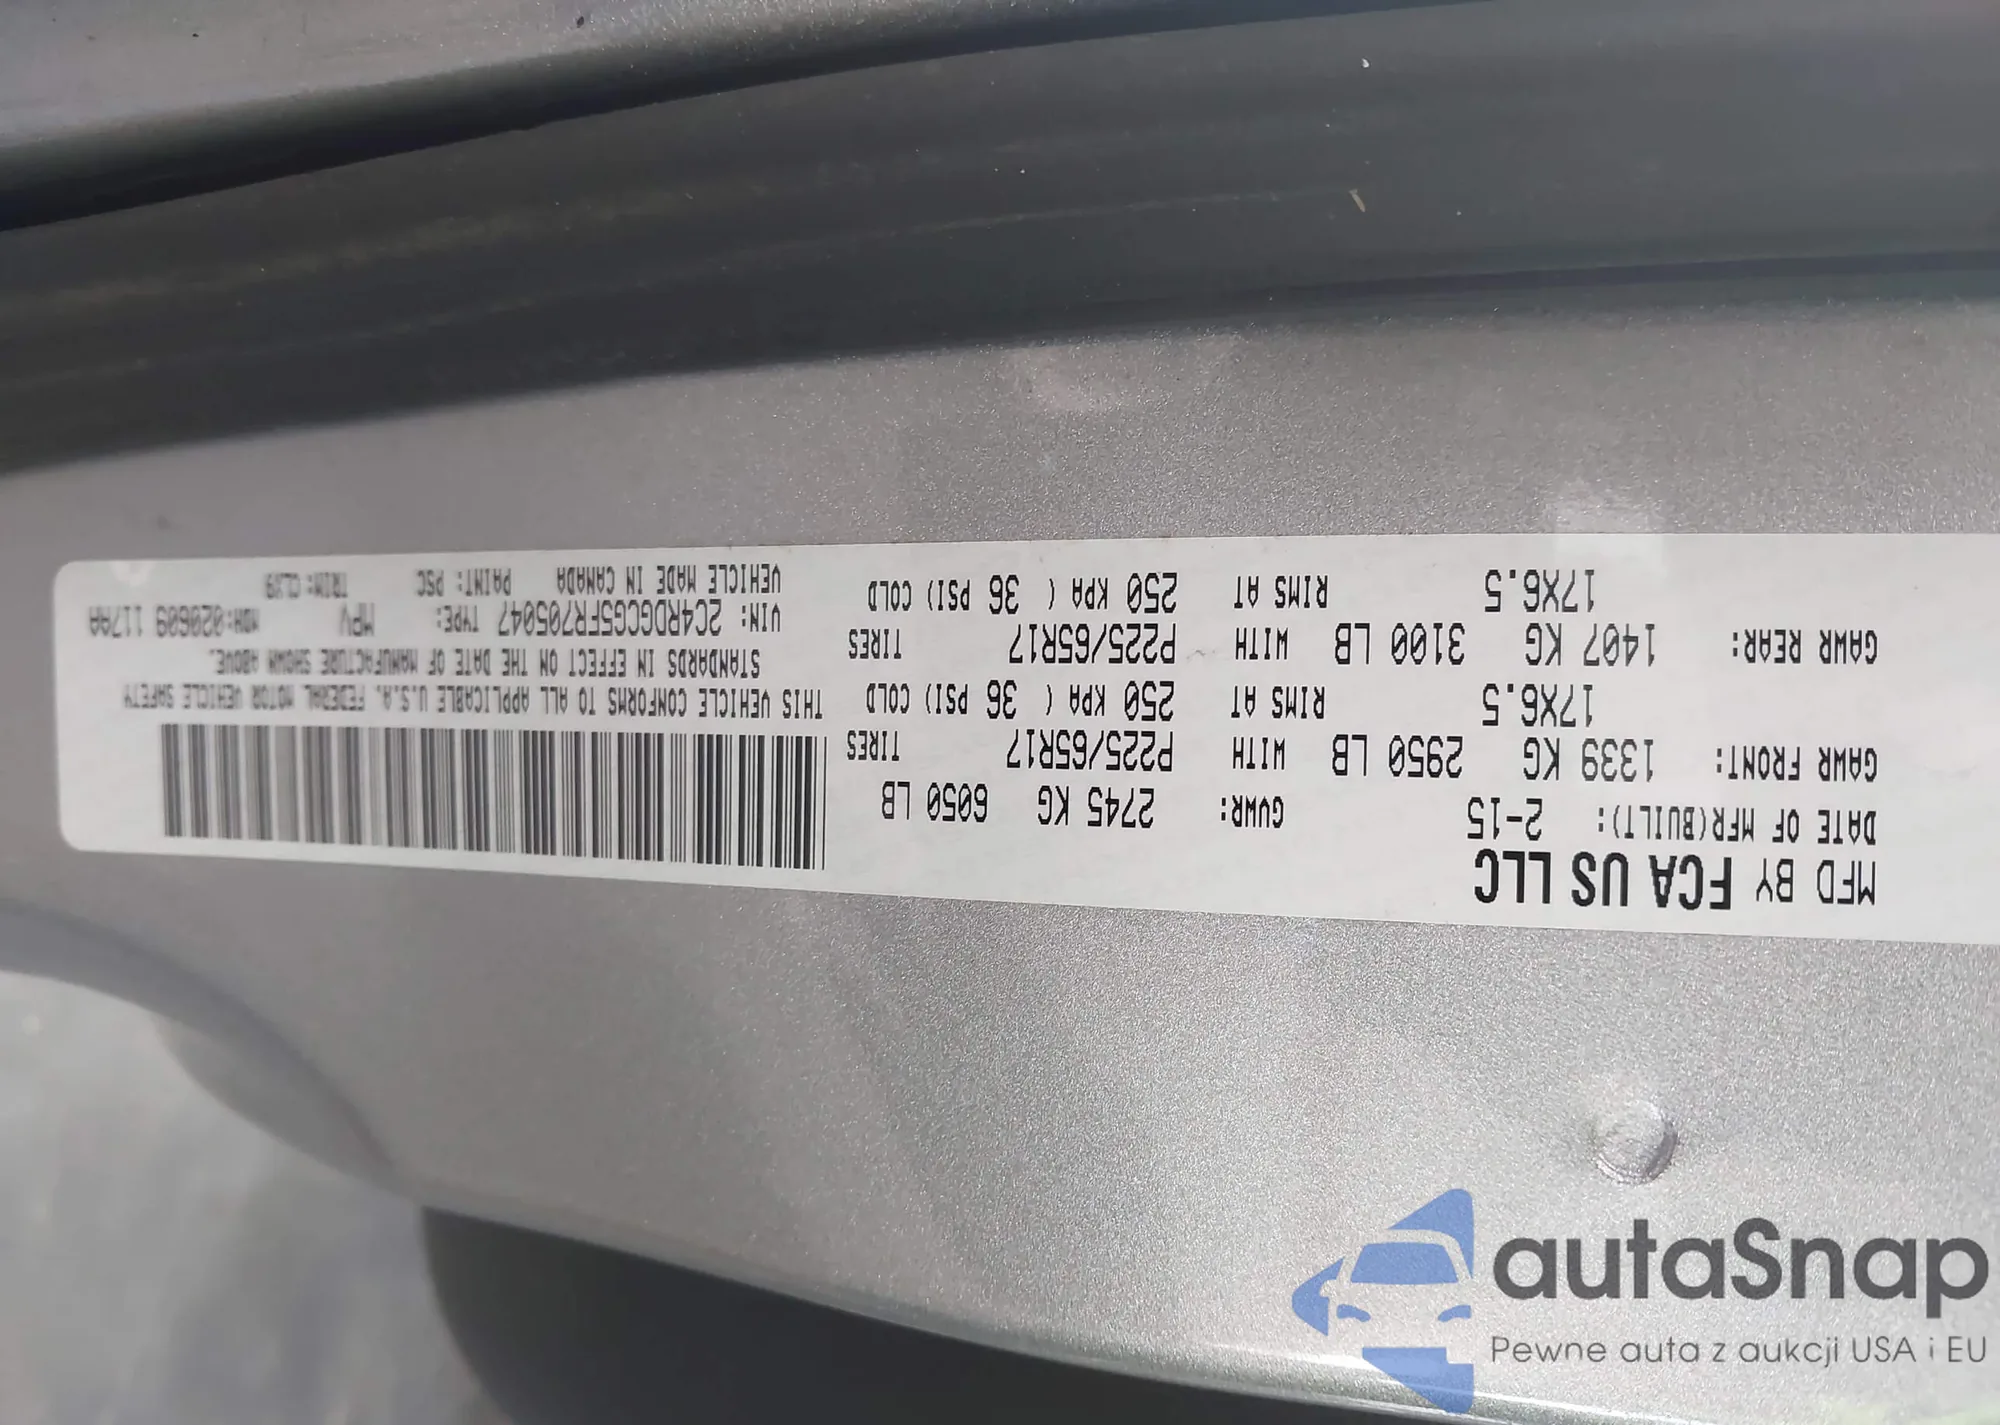 MFD BY FCA US LLC
DATE OF MFR(BUILT): 2-15 GVWR: 2745 KG 6050 LB
GAWR FRONT: 1339 KG 2950 LB WITH P225/65R17 TIRES
17X6.5 RIMS AT 250 KPA ( 36 PSI) COLD
GAWR REAR: 1407 KG 3100 LB WITH P225/65R17 TIRES
17X6.5 RIMS AT 250 KPA ( 36 PSI) COLD
THIS VEHICLE CONFORMS TO ALL APPLICABLE U.S.A. FEDERAL MOTOR VEHICLE SAFETY
STANDARDS IN EFFECT ON THE DATE OF MANUFACTURE SHOWN ABOVE.
VIN: 2C4RDGCG5FR705047 TYPE: MPV MDH:020609 117AA
VEHICLE MADE IN CANADA PAINT: PSC TRIM:
autaSnap
Pewne auta z aukcji USA i EU